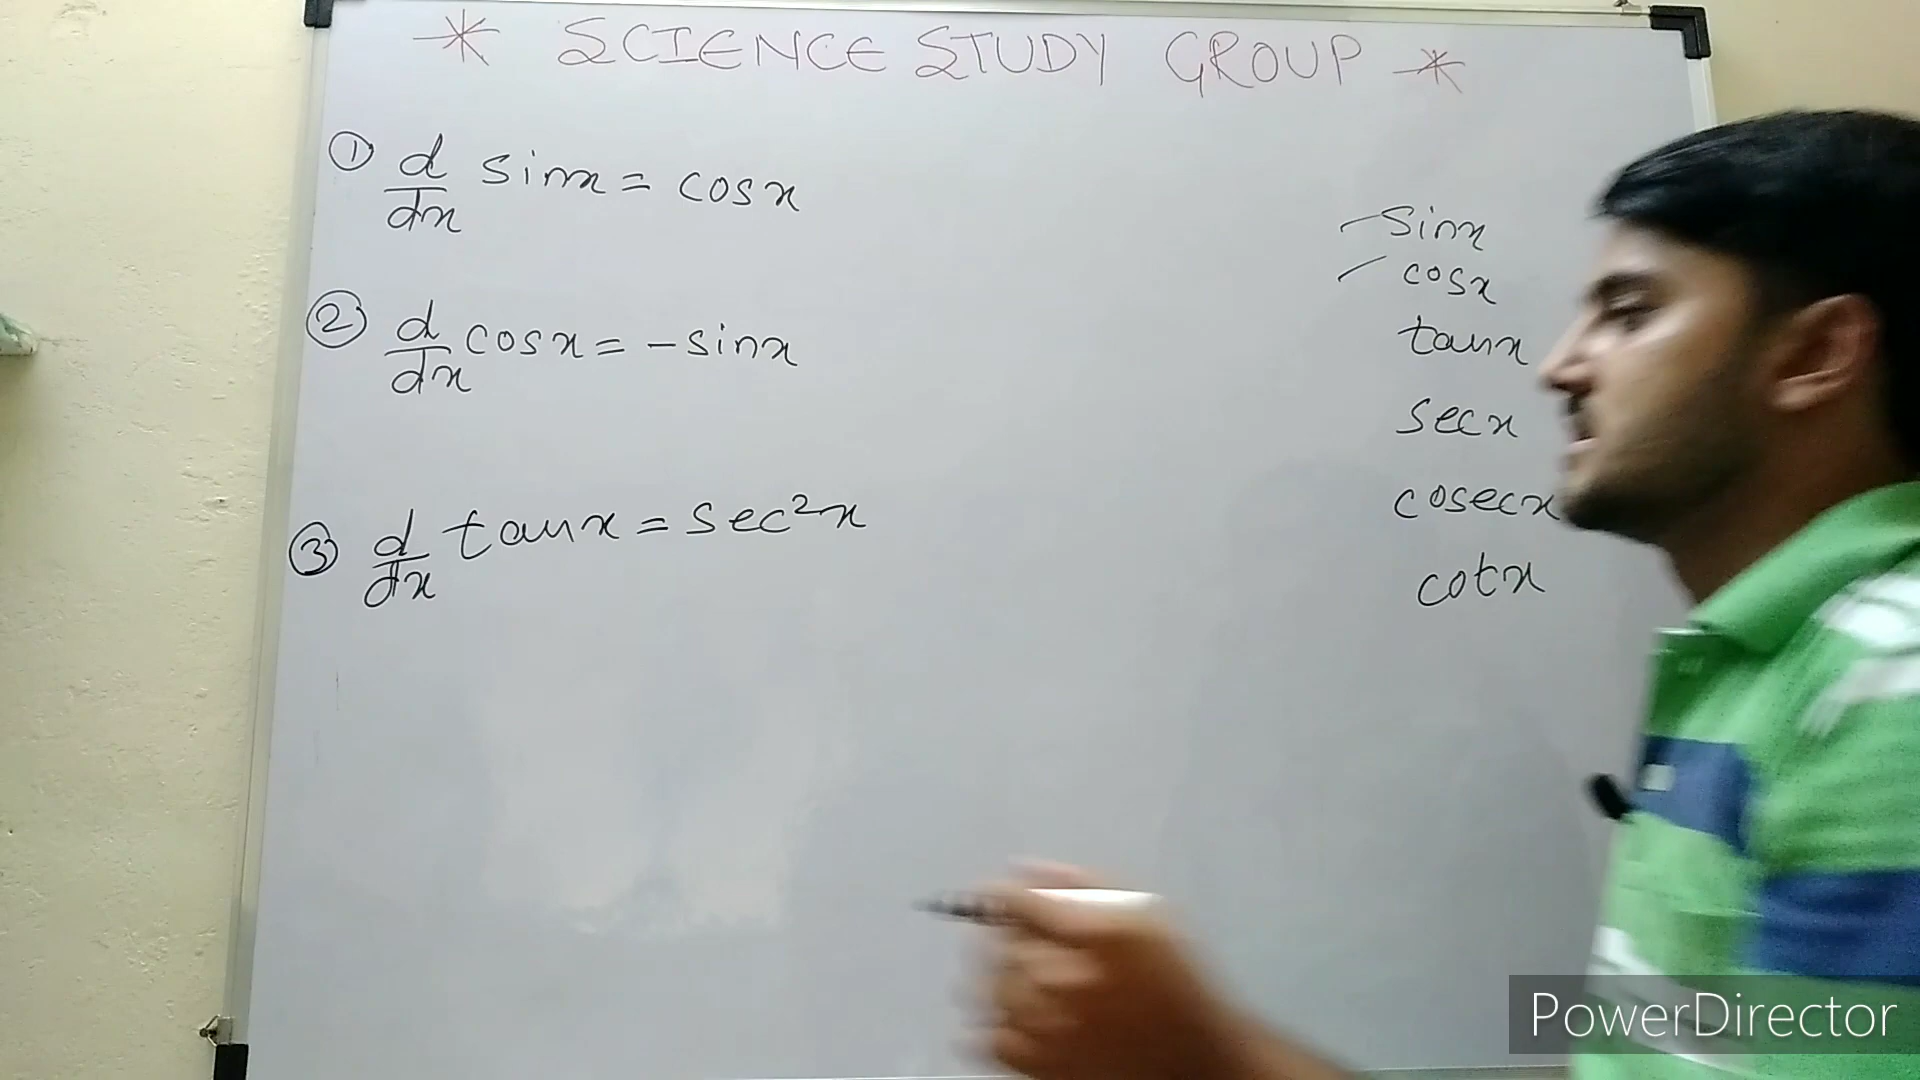 * SCIENCE STUDY GROUP *
① d/dx sinx = cosx
② d/dx cosx = -sinx
③ d/dx tanx = sec²x
sinx
cosx
tanx
secx
cosecx
cotx
PowerDirector